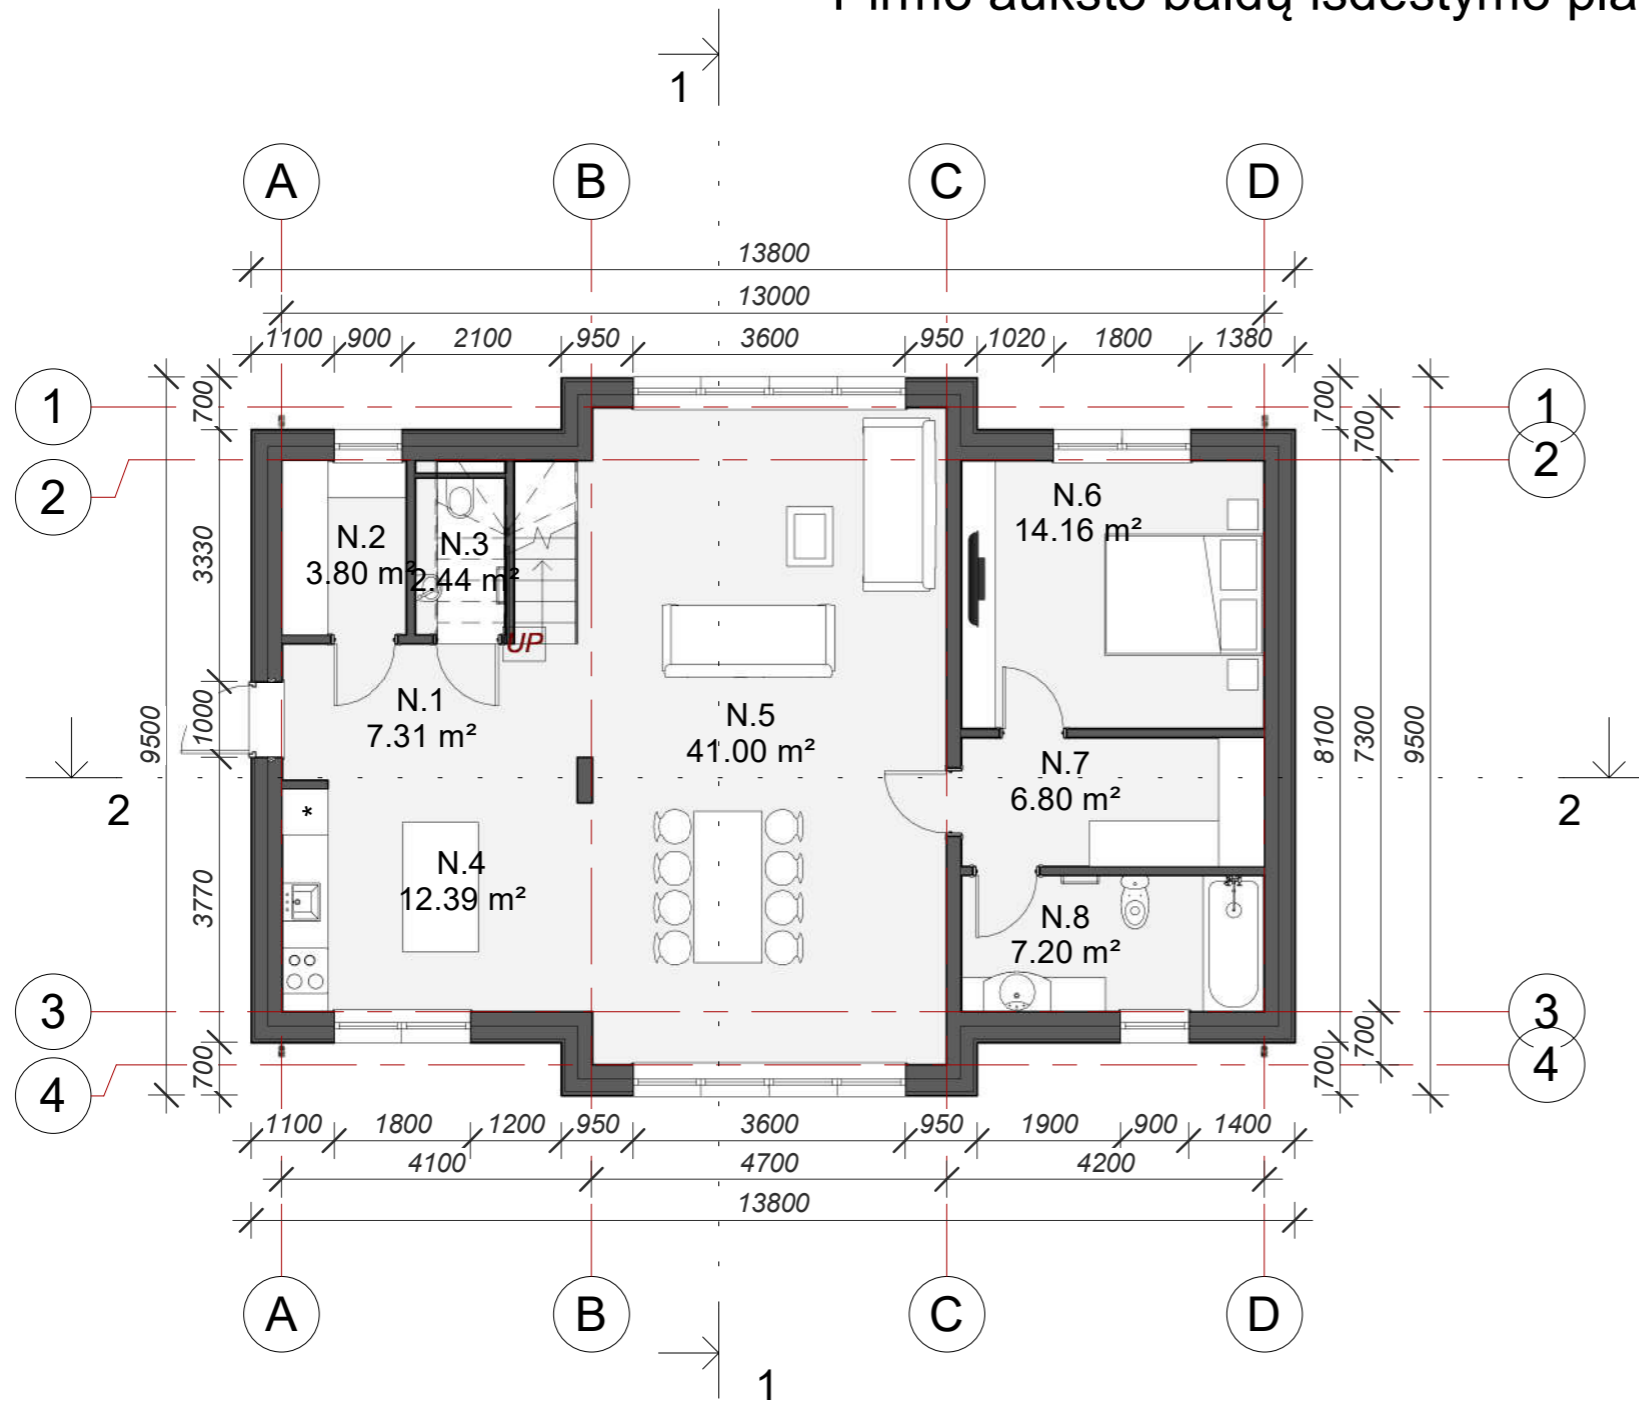 Pirmo aukšto baldų išdėstymo
1
A B C D
13800
13000
1100 900 2100 950 3600 950 1020 1800 1380
1 700 700 1
2 700 2
N.2
3.80 m²
N.3
2.44 m²
N.6
14.16 m²
3330
UP
N.1
7.31 m²
N.5
41.00 m²
9500 1000 8100 7300 9500
N.7
6.80 m²
2 2
*
N.4
12.39 m²
3770
N.8
7.20 m²
3 700 3
4 700 700 4
1100 1800 1200 950 3600 950 1900 900 1400
4100 4700 4200
13800
A B C D
1